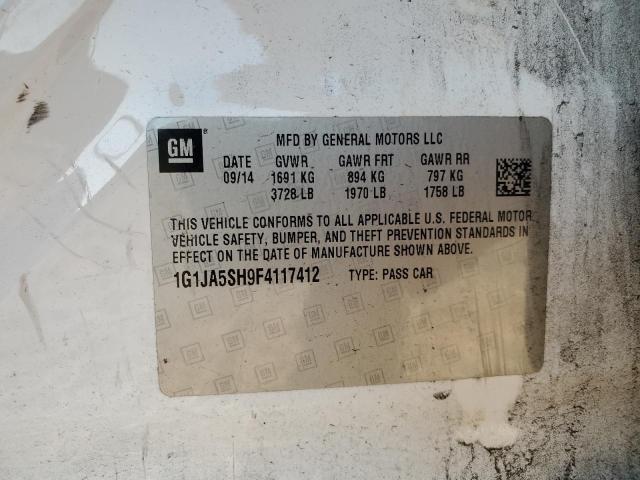 GM
MFD BY GENERAL MOTORS LLC
DATE GVWR GAWR FRT GAWR RR
09/14 1691 KG 894 KG 797 KG
3728 LB 1970 LB 1758 LB
THIS VEHICLE CONFORMS TO ALL APPLICABLE U.S. FEDERAL MOTOR
VEHICLE SAFETY, BUMPER, AND THEFT PREVENTION STANDARDS IN
EFFECT ON THE DATE OF MANUFACTURE SHOWN ABOVE.
1G1JA5SH9F4117412 TYPE: PASS CAR